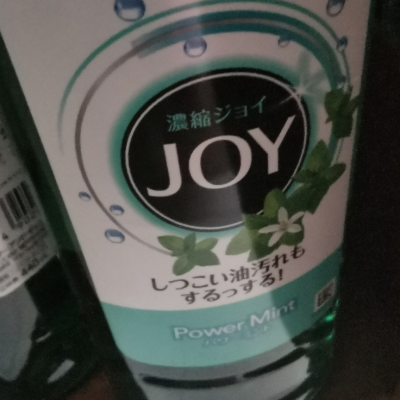 濃縮ジョイ
JOY
しつこい油汚れも
するっする!
Power Mint